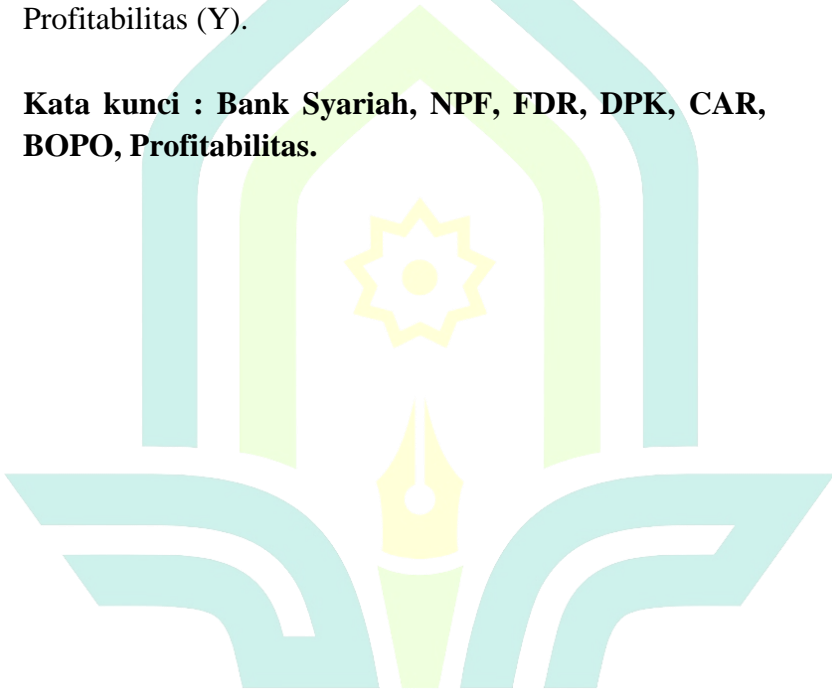 Profitabilitas (Y).
Kata kunci : Bank Syariah, NPF, FDR, DPK, CAR,
BOPO, Profitabilitas.